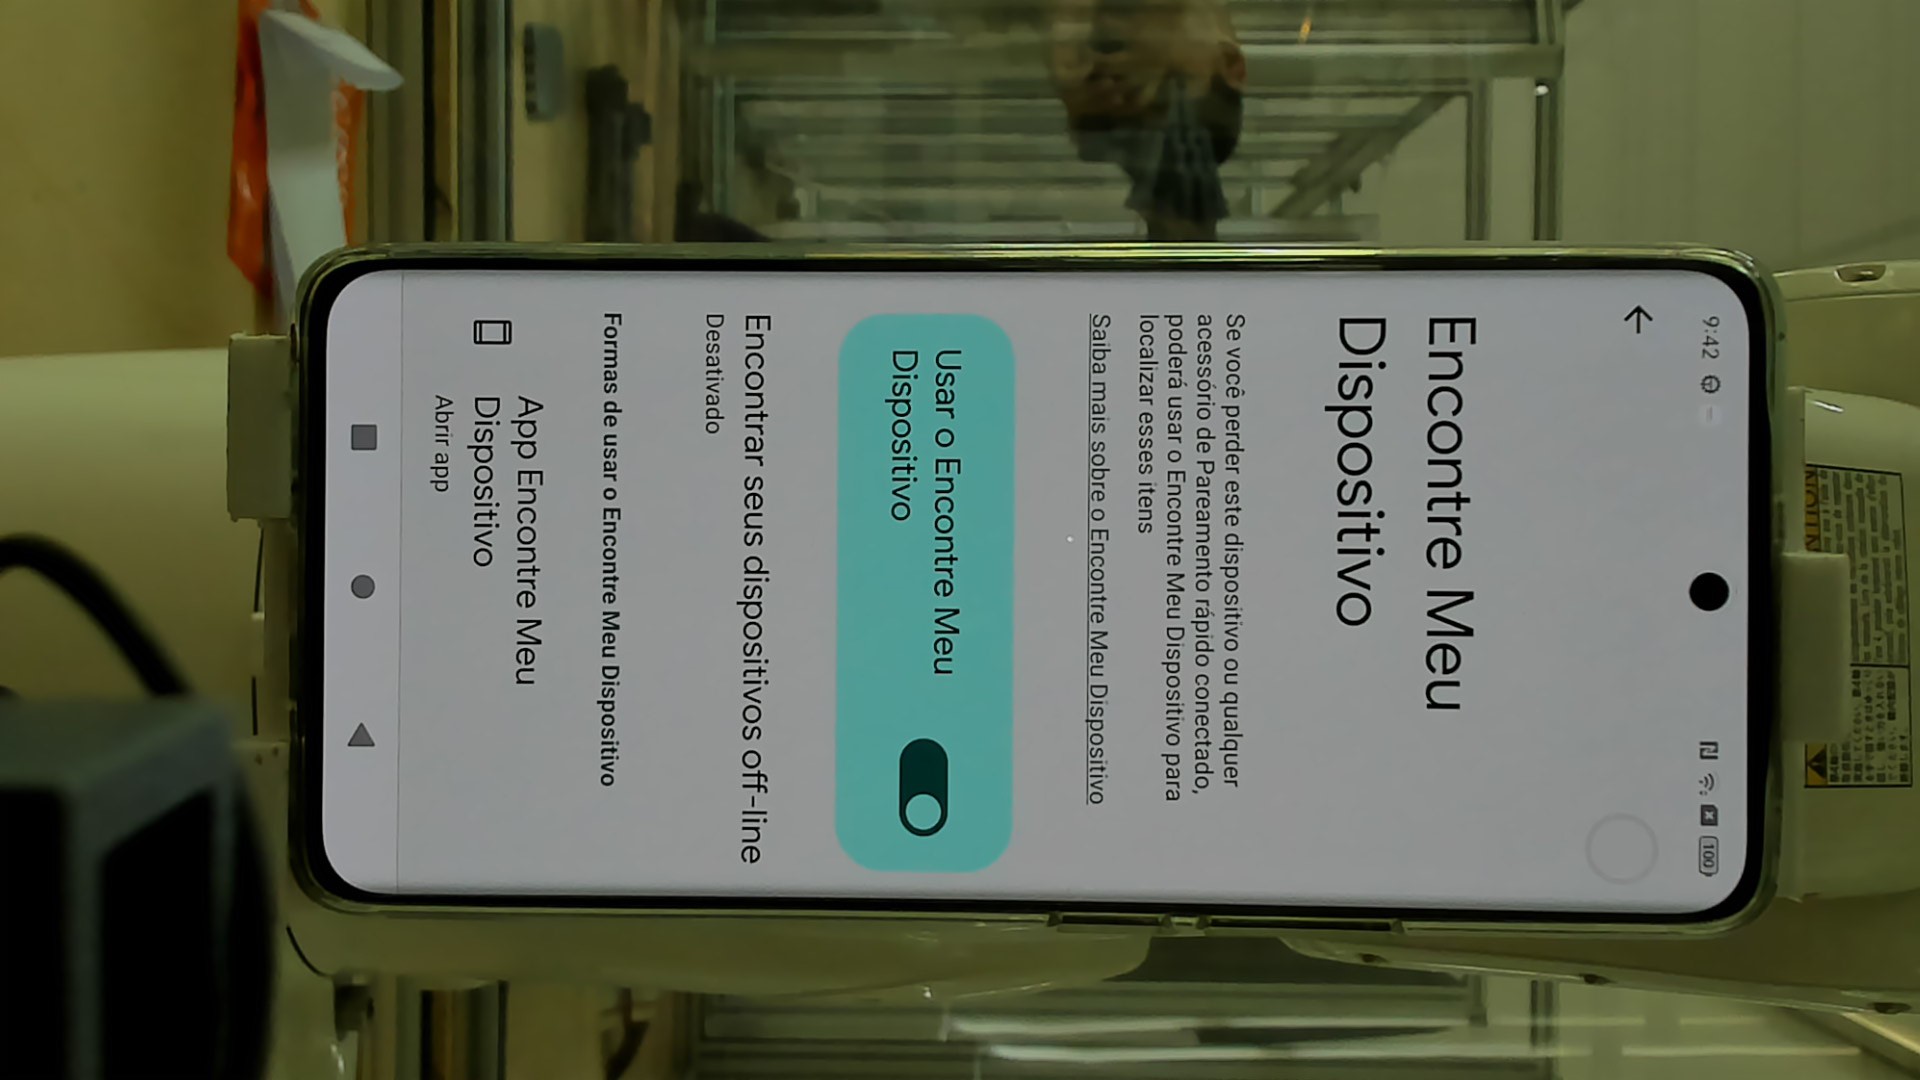 9:42
100
Encontre Meu
Dispositivo
Se você perder este dispositivo ou qualquer
acessório de Pareamento rápido conectado,
poderá usar o Encontre Meu Dispositivo para
localizar esses itens
Saiba mais sobre o Encontre Meu Dispositivo
Usar o Encontre Meu
Dispositivo
Encontrar seus dispositivos off-line
Desativado
Formas de usar o Encontre Meu Dispositivo
App Encontre Meu
Dispositivo
Abrir app